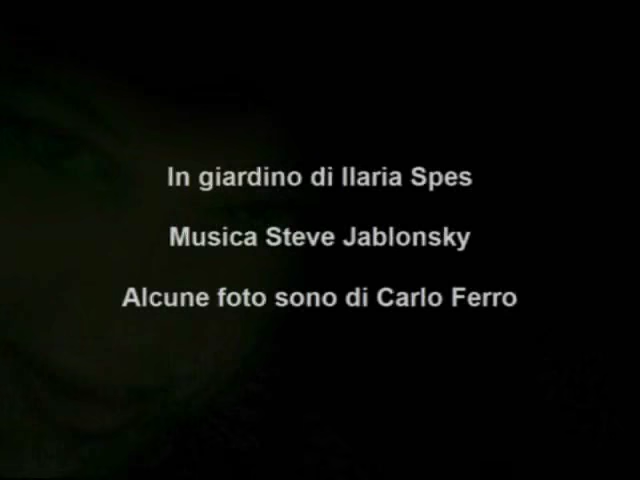 In giardino di Ilaria Spes
Musica Steve Jablonsky
Alcune foto sono di Carlo Ferro